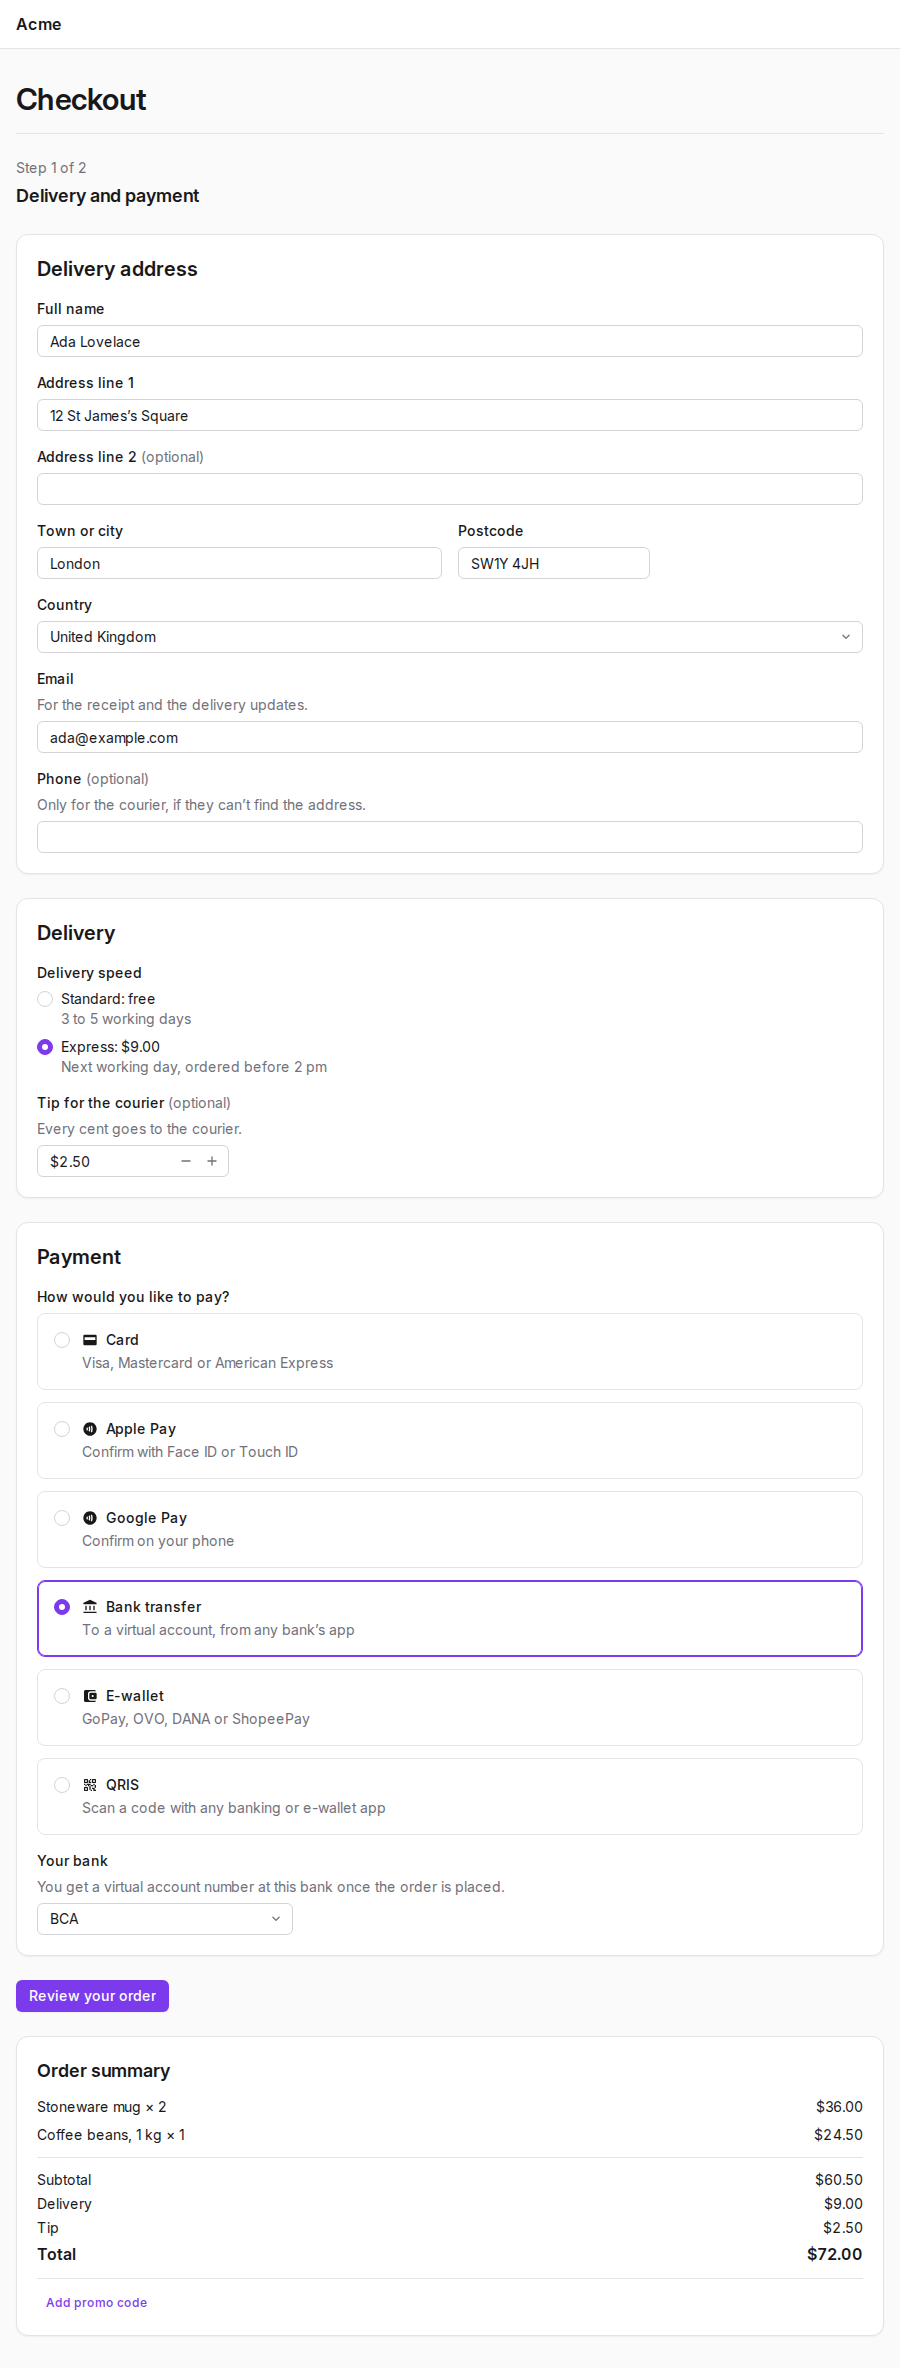 Acme
Checkout
Step 1 of 2
Delivery and payment
Delivery address
Full name
Ada Lovelace
Address line 1
12 St James’s Square
Address line 2 (optional)
Town or city
Postcode
London
SW1Y 4JH
Country
United Kingdom
Email
For the receipt and the delivery updates.
ada@example.com
Phone (optional)
Only for the courier, if they can’t find the address.
Delivery
Delivery speed
Standard: free
3 to 5 working days
Express: $9.00
Next working day, ordered before 2 pm
Tip for the courier (optional)
Every cent goes to the courier.
$2.50
Payment
How would you like to pay?
Card
Visa, Mastercard or American Express
Apple Pay
Confirm with Face ID or Touch ID
Google Pay
Confirm on your phone
Bank transfer
To a virtual account, from any bank’s app
E-wallet
GoPay, OVO, DANA or ShopeePay
QRIS
Scan a code with any banking or e-wallet app
Your bank
You get a virtual account number at this bank once the order is placed.
BCA
Review your order
Order summary
Stoneware mug × 2 $36.00
Coffee beans, 1 kg × 1 $24.50
Subtotal $60.50
Delivery $9.00
Tip $2.50
Total $72.00
Add promo code